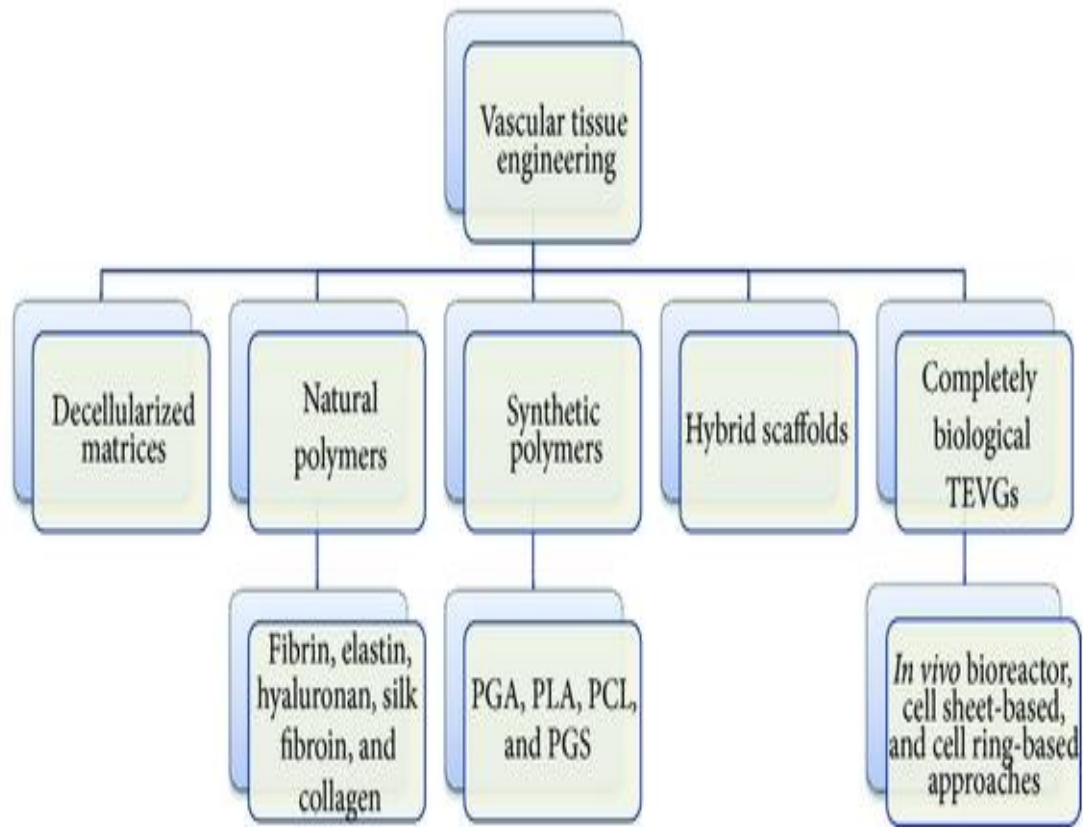 Vascular tissue
engineering
Decellularized
matrices
Natural
polymers
Synthetic
polymers
Hybrid scaffolds
Completely
biological
TEVGs
Fibrin, elastin,
hyaluronan, silk
fibroin, and
collagen
PGA, PLA, PCL,
and PGS
In vivo bioreactor,
cell sheet-based,
and cell ring-based
approaches